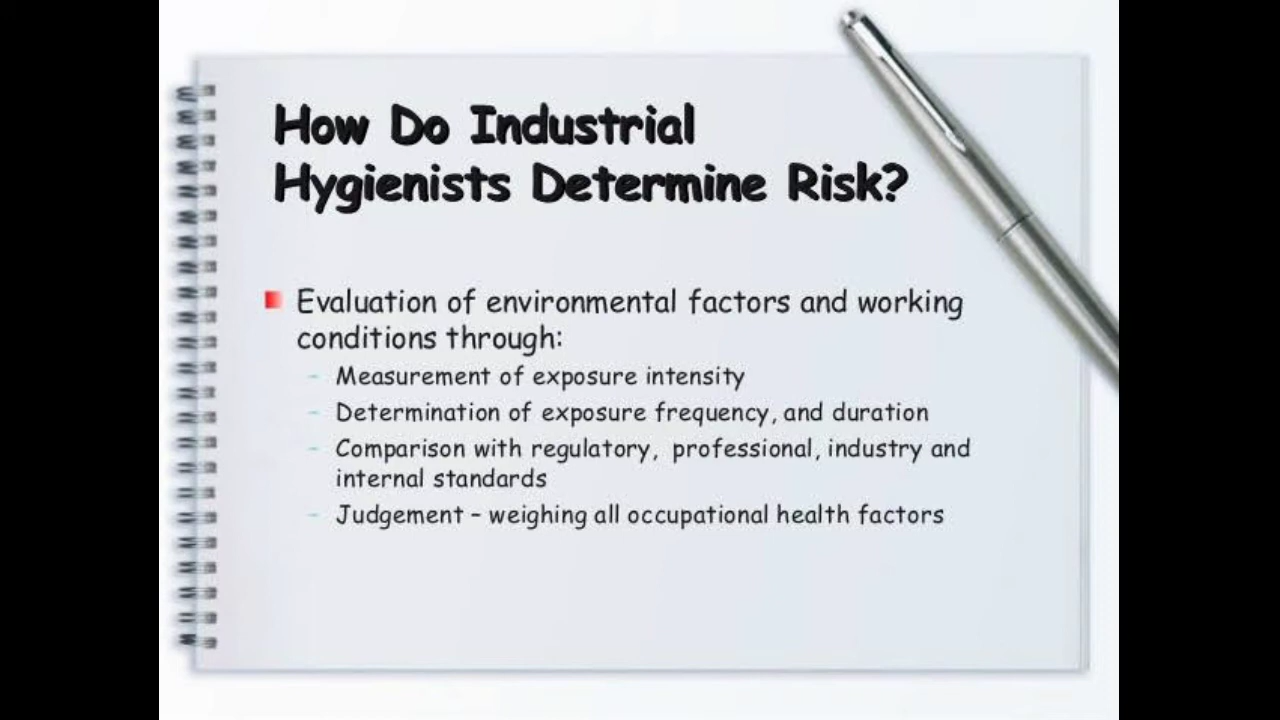 How Do Industrial
Hygienists Determine Risk?
Evaluation of environmental factors and working
conditions through:
– Measurement of exposure intensity
– Determination of exposure frequency, and duration
– Comparison with regulatory,  professional, industry and
internal standards
– Judgement – weighing all occupational health factors